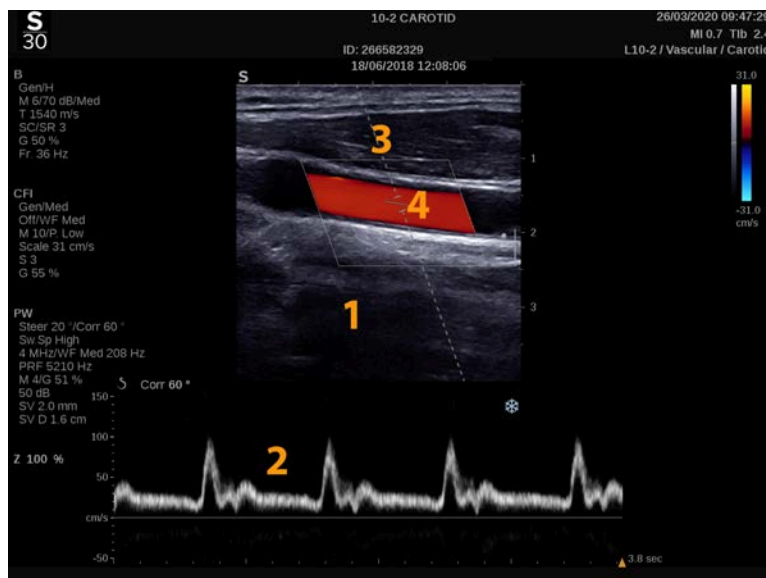 S
30
10-2 CAROTID
26/03/2020 09:47:29
MI 0.7 TIb 2.4
ID: 266582329
L10-2 / Vascular / Carotic
18/06/2018 12:08:06
B
Gen/H
M 6/70 dB/Med
T 1540 m/s
SC/SR 3
G 50 %
Fr. 36 Hz
CFI
Gen/Med
Off/WF Med
M 10/P. Low
Scale 31 cm/s
S 3
G 55 %
PW
Steer 20 °/Corr 60 °
Sw.Sp High
4 MHz/WF Med 208 Hz
PRF 5210 Hz
M 4/G 51 %
50 dB
SV 2.0 mm
SV D 1.6 cm
Z 100 %
S
3
4
1
1
2
3
31.0
-31.0
cm/s
Corr 60 °
150
100
50
cm/s
-50
2
3.8 sec